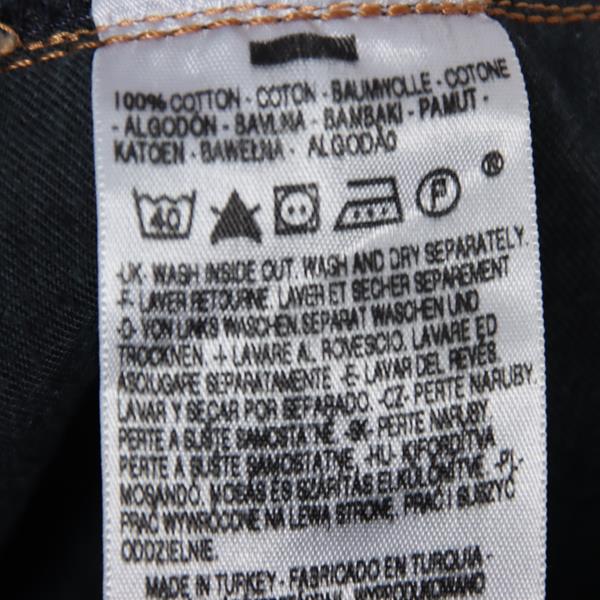 100% COTTON - COTON - BAUMWOLLE - COTONE
- ALGODÓN - BAVLNA - BAMBAKI - PAMUT -
KATOEN - BAWEŁNA - ALGODÃO
40 P ®
-UK- WASH INSIDE OUT. WASH AND DRY SEPARATELY.
-F- LAVER RETOURNE. LAVER ET SECHER SEPAREMENT
-D- VON LINKS WASCHEN.SEPARAT WASCHEN UND
TROCKNEN -I- LAVARE AL ROVESCIO. LAVARE ED
ASCIUGARE SEPARATAMENTE -E- LAVAR DEL REVÉS.
LAVAR Y SECAR POR SEPARADO. -CZ- PERTE NARUBY.
PERTE A SUŠTE SAMOSTATNE -SK- PERTE NARUBY.
PERTE A SUŠTE SAMOSTATNE -HU- KIFORDÍTVA
MOSANDÓ. MOSÁS ÉS SZÁRÍTÁS ELKÜLÖNÍTVE -PL-
PRAĆ WYWRÓCONE NA LEWĄ STRONĘ, PRAĆ I SUSZYĆ
ODDZIELNIE.
MADE IN TURKEY - FABRICADO EN TURQUIA -
WYPRODUKOWANO